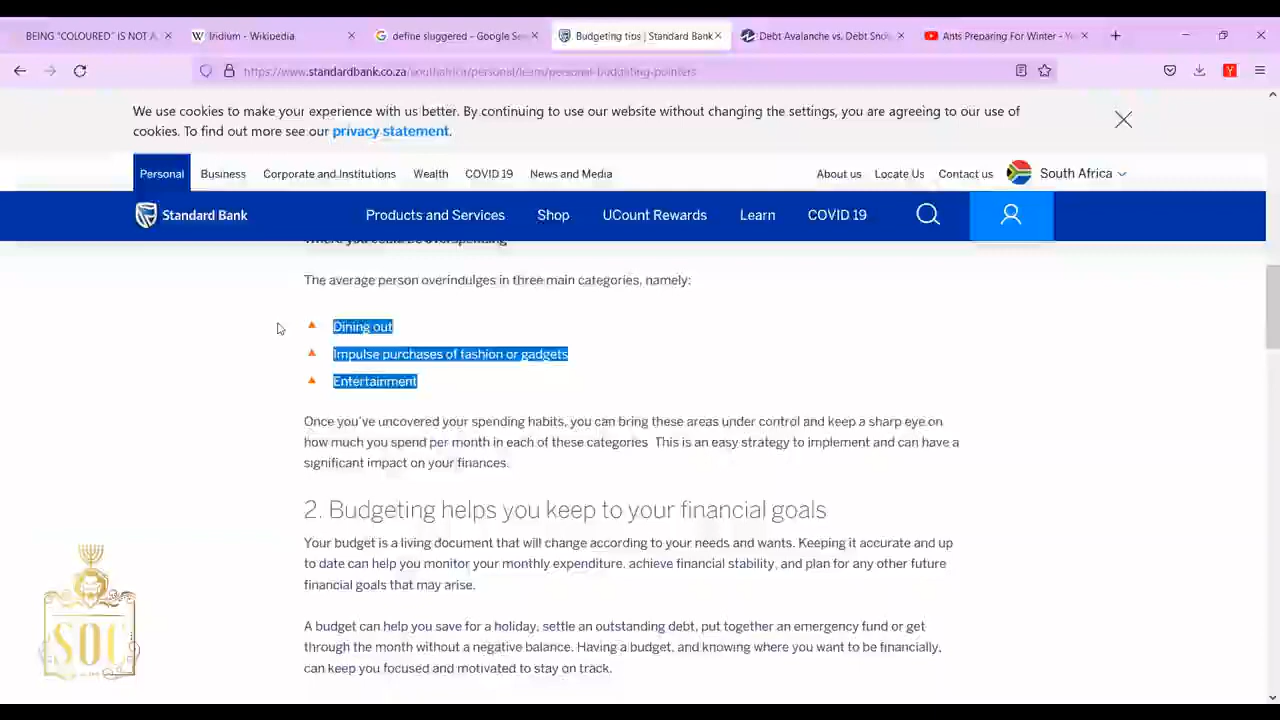 BEING "COLOURED" IS NOT A
Iridium - Wikipedia
define sluggered - Google Se
Budgeting tips | Standard Bank
Debt Avalanche vs. Debt Sno
Ants Preparing For Winter - Y
https://www.standardbank.co.za/southafrica/personal/learn/personal-budgeting-pointers
We use cookies to make your experience with us better. By continuing to use our website without changing the settings, you are agreeing to our use of
cookies. To find out more see our privacy statement.
Personal Business Corporate and Institutions Wealth COVID 19 News and Media About us Locate Us Contact us South Africa
Standard Bank Products and Services Shop UCount Rewards Learn COVID 19
Where you could be overspending
The average person overindulges in three main categories, namely:
Dining out
Impulse purchases of fashion or gadgets
Entertainment
Once you've uncovered your spending habits, you can bring these areas under control and keep a sharp eye on
how much you spend per month in each of these categories This is an easy strategy to implement and can have a
significant impact on your finances.
2. Budgeting helps you keep to your financial goals
Your budget is a living document that will change according to your needs and wants. Keeping it accurate and up
to date can help you monitor your monthly expenditure, achieve financial stability, and plan for any other future
financial goals that may arise.
A budget can help you save for a holiday, settle an outstanding debt, put together an emergency fund or get
through the month without a negative balance. Having a budget, and knowing where you want to be financially,
can keep you focused and motivated to stay on track.
SOC